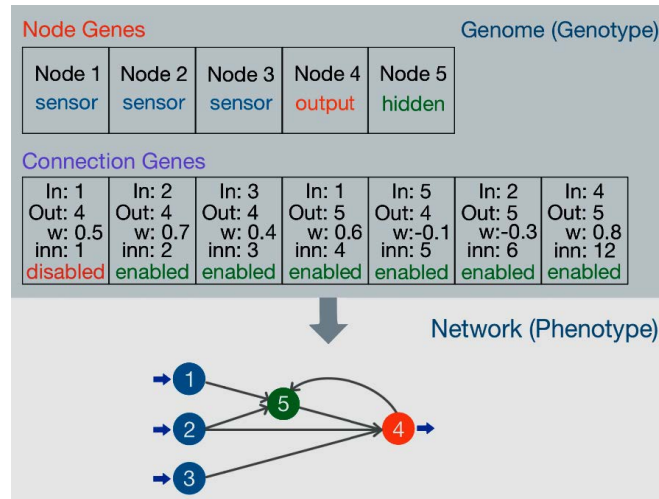 Node Genes
Genome (Genotype)
Node 1 Node 2 Node 3 Node 4 Node 5
sensor sensor sensor output hidden
Connection Genes
In: 1 In: 2 In: 3 In: 1 In: 5 In: 2 In: 4
Out: 4 Out: 4 Out: 4 Out: 5 Out: 4 Out: 5 Out: 5
w: 0.5 w: 0.7 w: 0.4 w: 0.6 w:-0.1 w:-0.3 w: 0.8
inn: 1 inn: 2 inn: 3 inn: 4 inn: 5 inn: 6 inn: 12
disabled enabled enabled enabled enabled enabled enabled
Network (Phenotype)
1
5
2
4
3